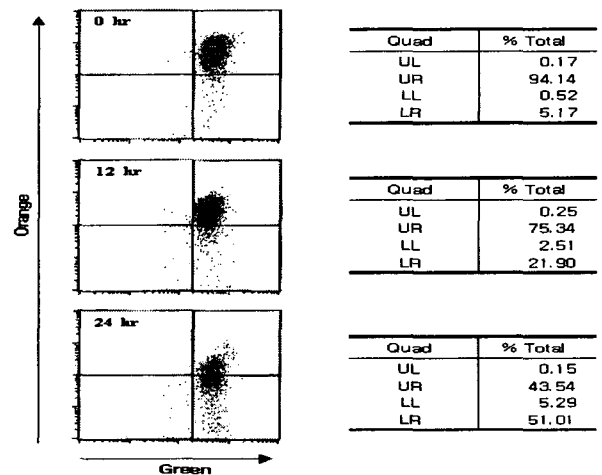 0 hr
Quad % Total
UL 0.17
UR 94.14
LL 0.52
LR 5.17
12 hr
Quad % Total
UL 0.25
UR 75.34
LL 2.51
LR 21.90
24 hr
Quad % Total
UL 0.15
UR 43.54
LL 5.29
LR 51.01
Orange
Green